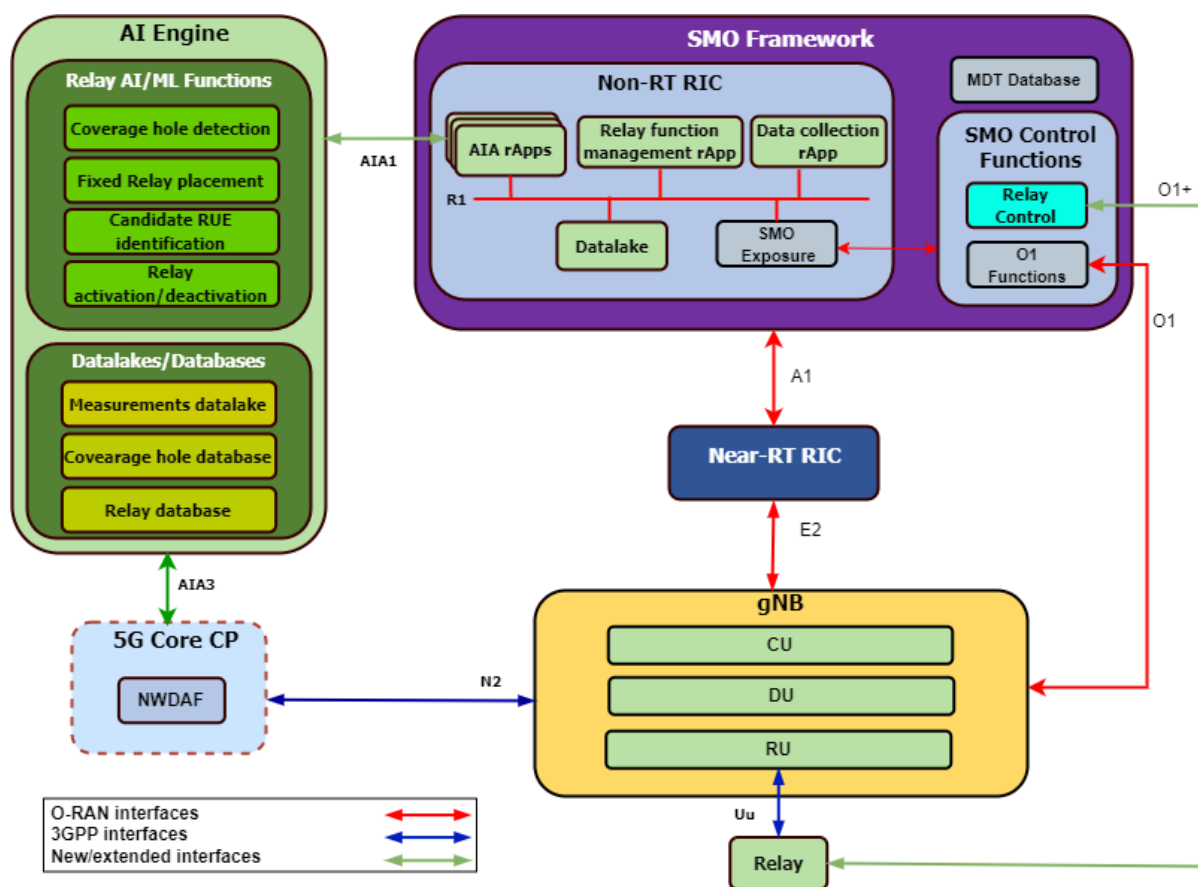 AI Engine
Relay AI/ML Functions
Coverage hole detection
Fixed Relay placement
Candidate RUE
identification
Relay
activation/deactivation
Datalakes/Databases
Measurements datalake
Covearage hole database
Relay database
AIA1
SMO Framework
Non-RT RIC
AIA rApps
Relay function
management rApp
Data collection
rApp
R1
Datalake
SMO
Exposure
MDT Database
SMO Control
Functions
Relay
Control
O1
Functions
O1+
O1
A1
Near-RT RIC
E2
AIA3
5G Core CP
NWDAF
N2
gNB
CU
DU
RU
Uu
Relay
O-RAN interfaces
3GPP interfaces
New/extended interfaces